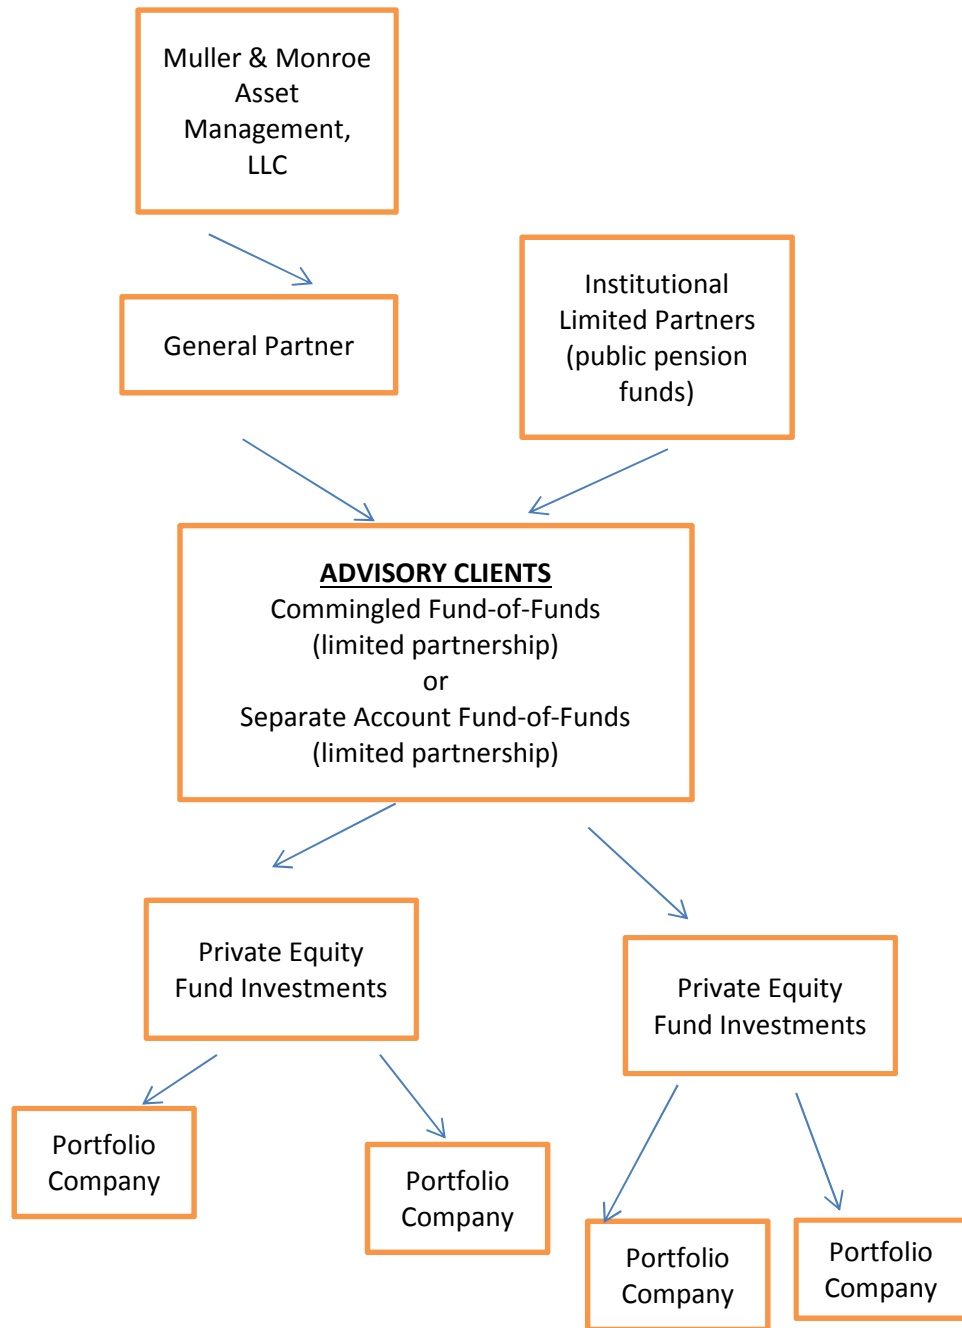 Muller & Monroe
Asset
Management,
LLC
General Partner
Institutional
Limited Partners
(public pension
funds)
ADVISORY CLIENTS
Commingled Fund-of-Funds
(limited partnership)
or
Separate Account Fund-of-Funds
(limited partnership)
Private Equity
Fund Investments
Private Equity
Fund Investments
Portfolio
Company
Portfolio
Company
Portfolio
Company
Portfolio
Company